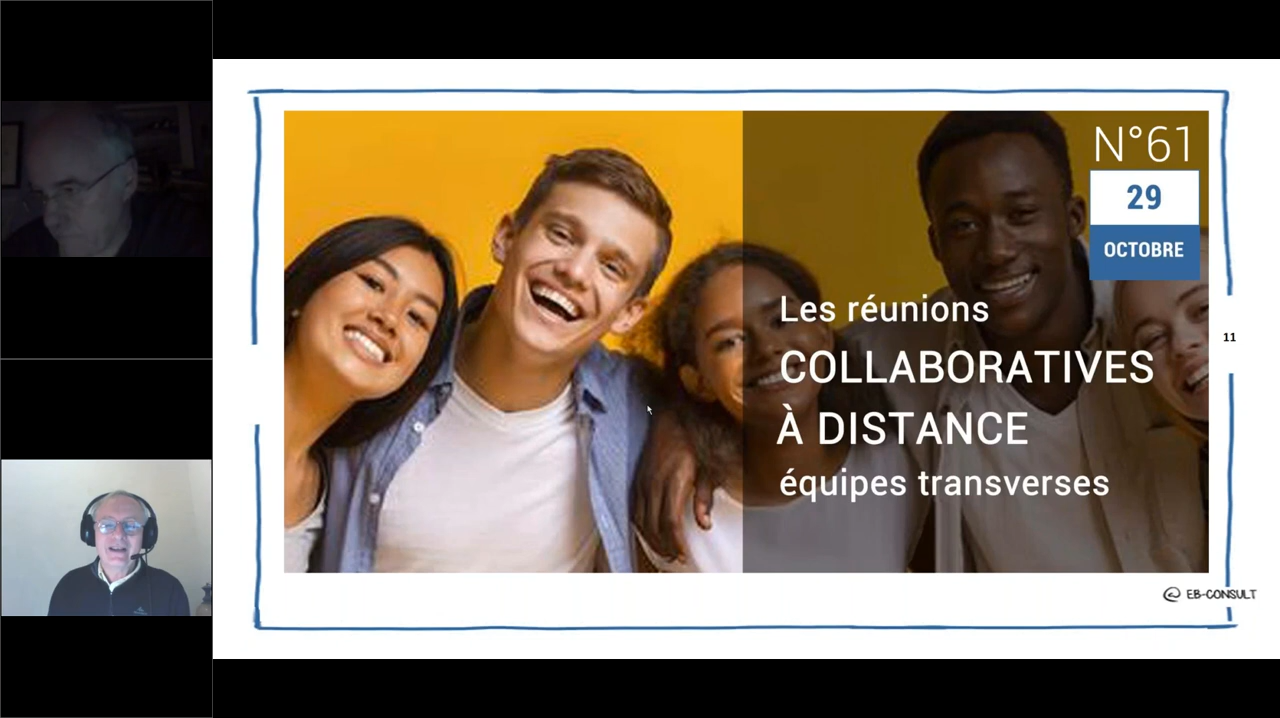 N°61
29
OCTOBRE
Les réunions
COLLABORATIVES
À DISTANCE
équipes transverses
11
@ EB-CONSULT